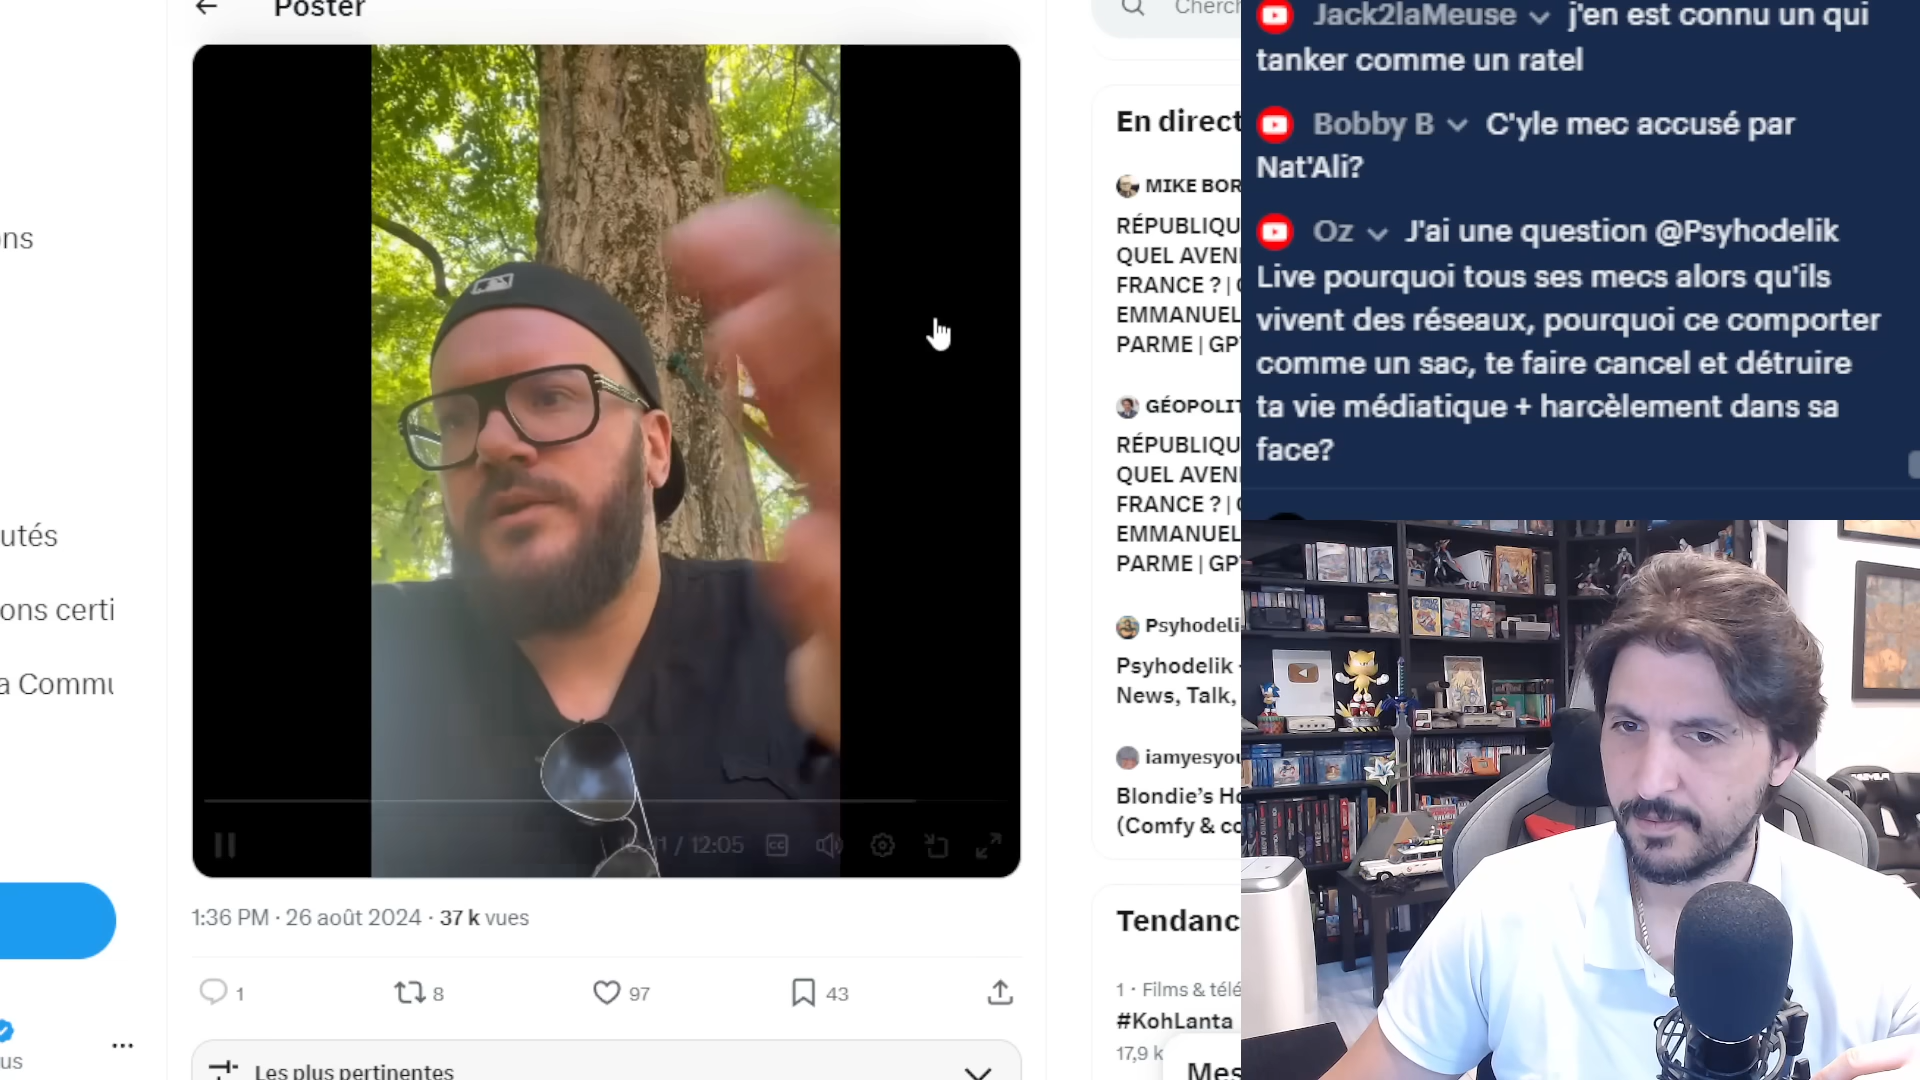 Poster
ns
utés
ons certi
a Commu
us
12:05
CC
1:36 PM · 26 août 2024 · 37 k vues
1
8
97
43
Les plus pertinentes
Cherch
En direct
MIKE BOR
RÉPUBLIQU
QUEL AVEN
FRANCE ? |
EMMANUEL
PARME | GP
GÉOPOLIT
RÉPUBLIQU
QUEL AVEN
FRANCE ? |
EMMANUEL
PARME | GP
Psyhodeli
Psyhodelik
News, Talk,
iamyesyou
Blondie's Ho
(Comfy & co
Tendanc
1 · Films & télé
#KohLanta
17,9 k
Mes
Jack2laMeuse j'en est connu un qui
tanker comme un ratel
Bobby B C'yle mec accusé par
Nat'Ali?
Oz J'ai une question @Psyhodelik
Live pourquoi tous ses mecs alors qu'ils
vivent des réseaux, pourquoi ce comporter
comme un sac, te faire cancel et détruire
ta vie médiatique + harcèlement dans sa
face?